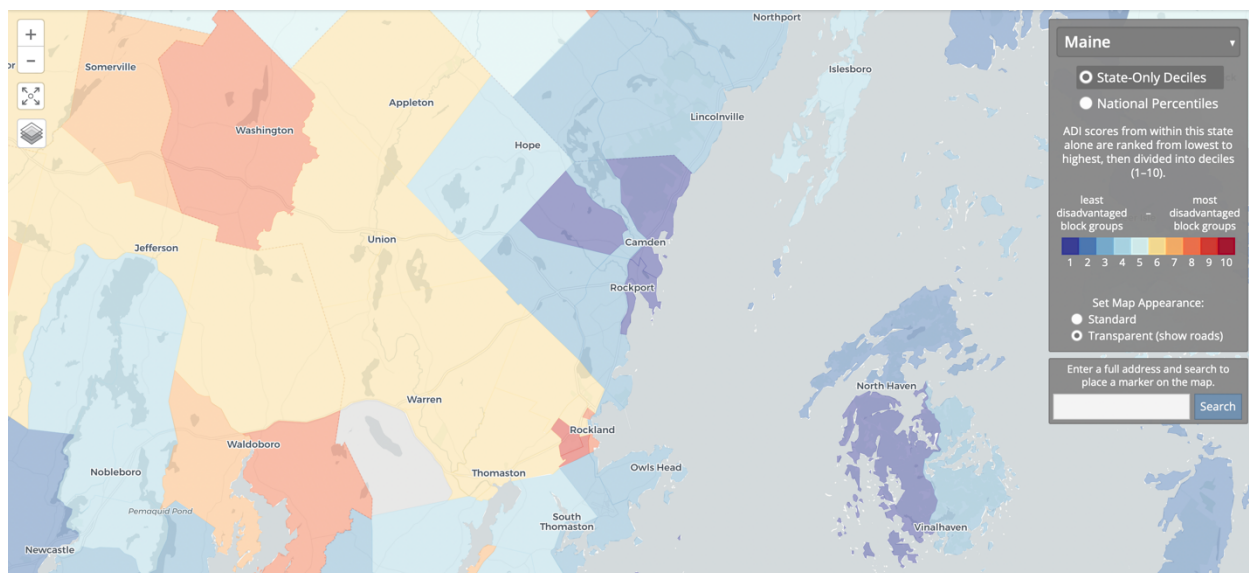 Northport
+
−
Somerville
or
Islesboro
Appleton
Lincolnville
Washington
Hope
Union
Camden
Jefferson
Rockport
North Haven
Warren
Rockland
Waldoboro
Nobleboro
Thomaston
Owls Head
Pemaquid Pond
South
Thomaston
Vinalhaven
Newcastle
Maine
State-Only Deciles
National Percentiles
ADI scores from within this state
alone are ranked from lowest to
highest, then divided into deciles
(1–10).
least disadvantaged block groups
–
most disadvantaged block groups
1 2 3 4 5 6 7 8 9 10
Set Map Appearance:
Standard
Transparent (show roads)
Enter a full address and search to
place a marker on the map.
Search